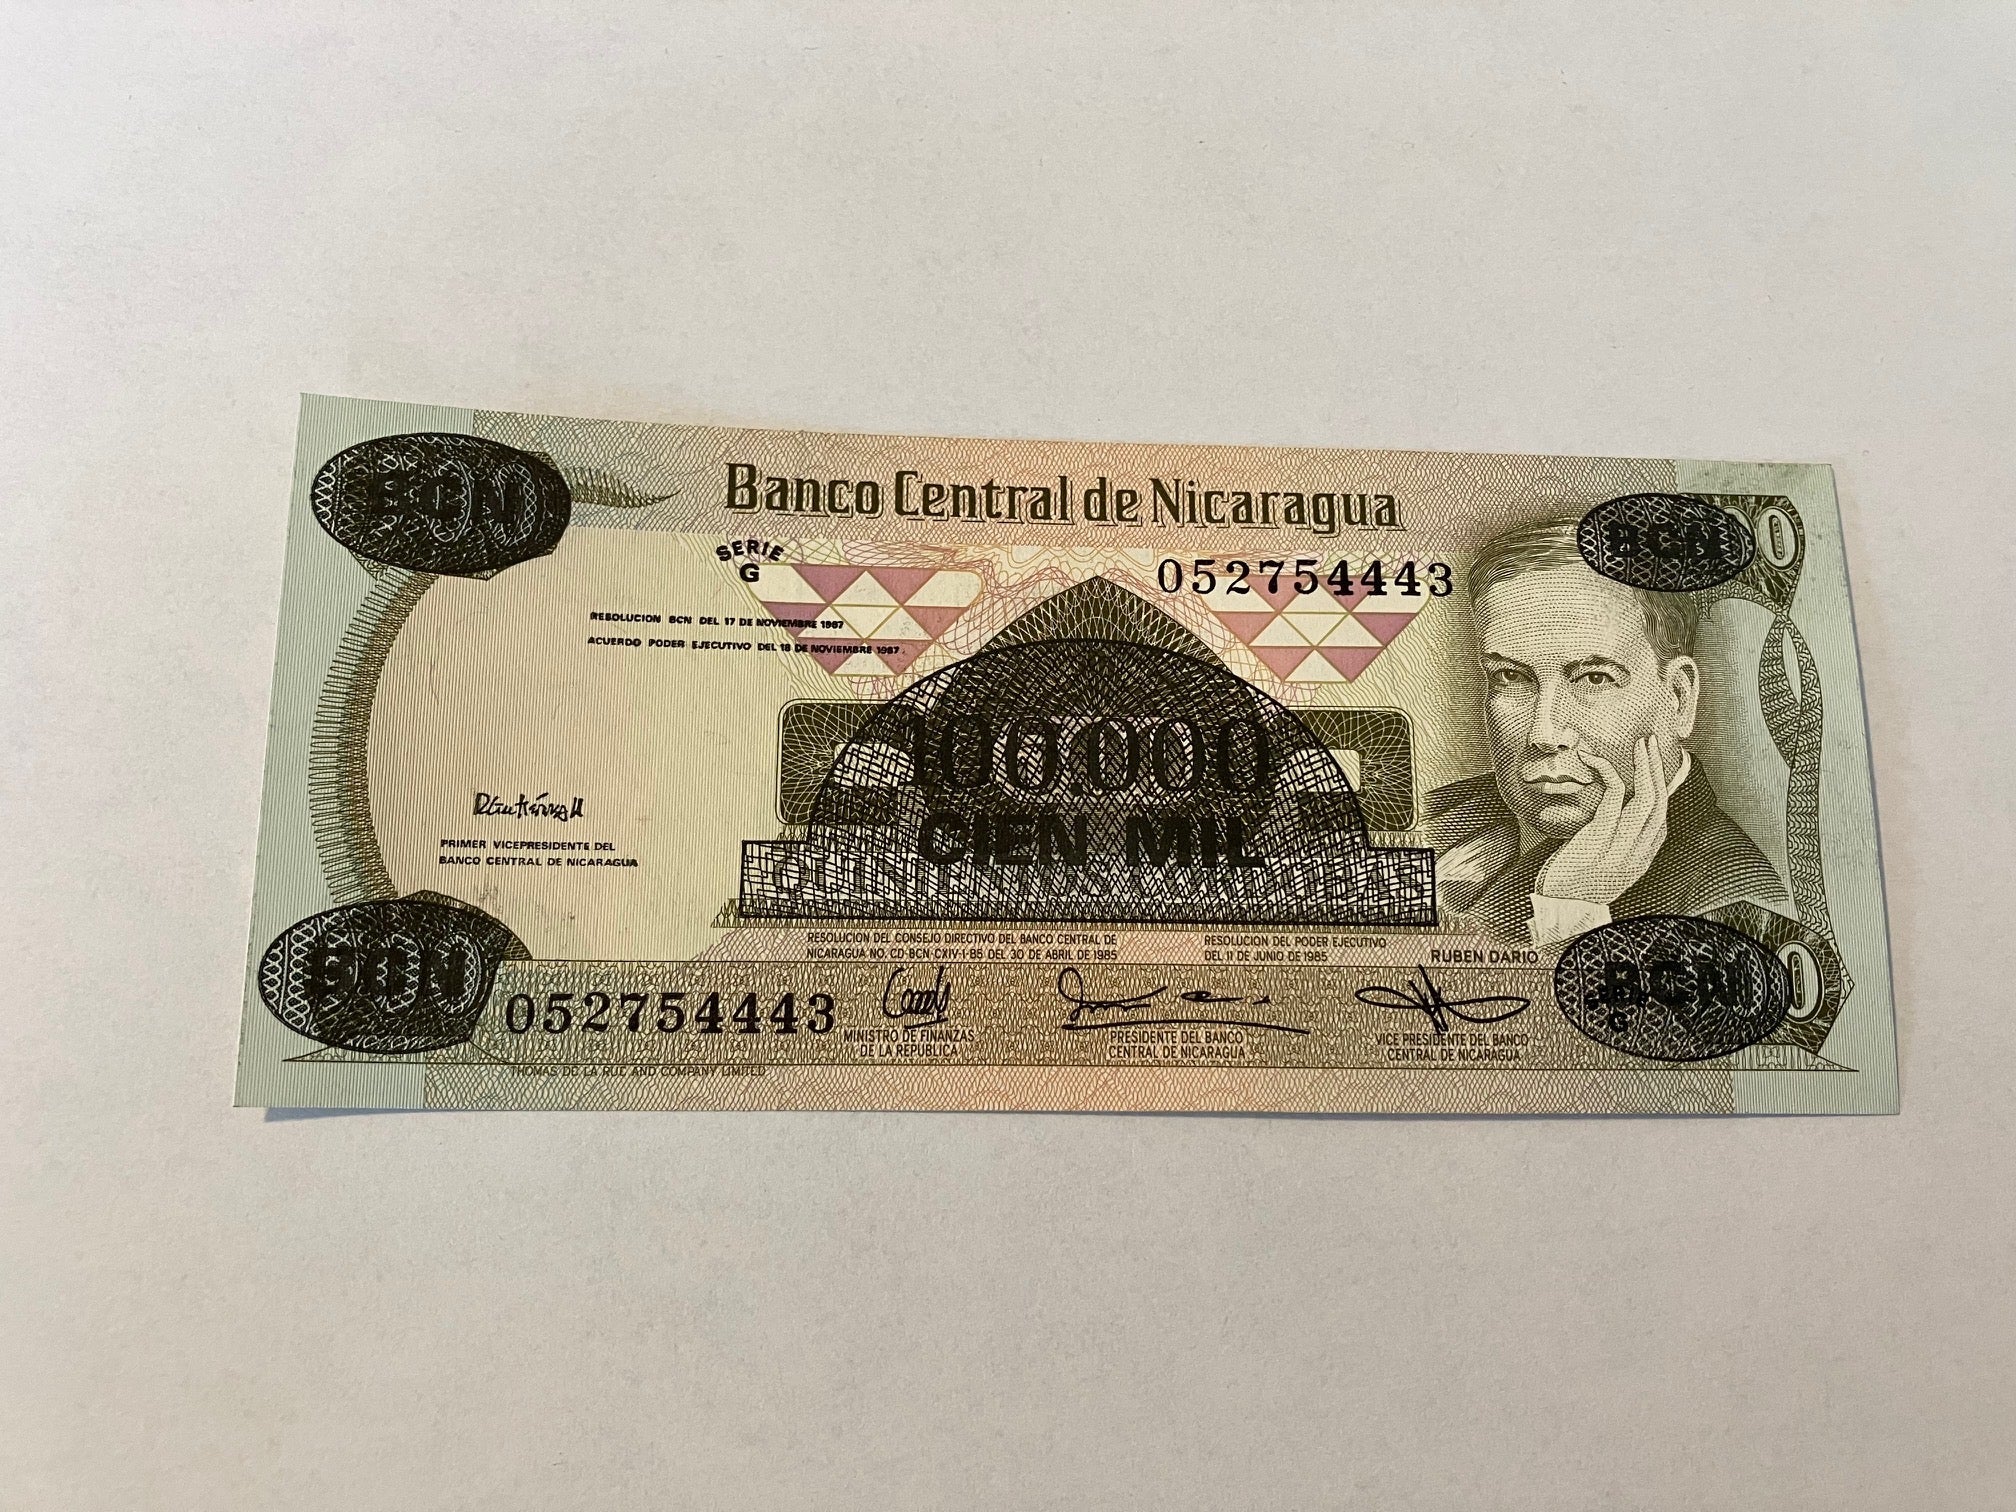 BCN
Banco Central de Nicaragua
BCN
SERIE
G
052754443
RESOLUCION BCN DEL 17 DE NOVIEMBRE 1987
ACUERDO PODER EJECUTIVO DEL 18 DE NOVIEMBRE 1987.
100000
CIEN MIL
QUINIENTOS CORDOBAS
PRIMER VICEPRESIDENTE DEL
BANCO CENTRAL DE NICARAGUA
RESOLUCION DEL CONSEJO DIRECTIVO DEL BANCO CENTRAL DE
NICARAGUA NO. CD-BCN-CXIV-1-85 DEL 30 DE ABRIL DE 1985
RESOLUCION DEL PODER EJECUTIVO
DEL 11 DE JUNIO DE 1985
RUBEN DARIO
BCN
BCN
G
052754443
MINISTRO DE FINANZAS
DE LA REPUBLICA
PRESIDENTE DEL BANCO
CENTRAL DE NICARAGUA
VICE PRESIDENTE DEL BANCO
CENTRAL DE NICARAGUA
THOMAS DE LA RUE AND COMPANY LIMITED